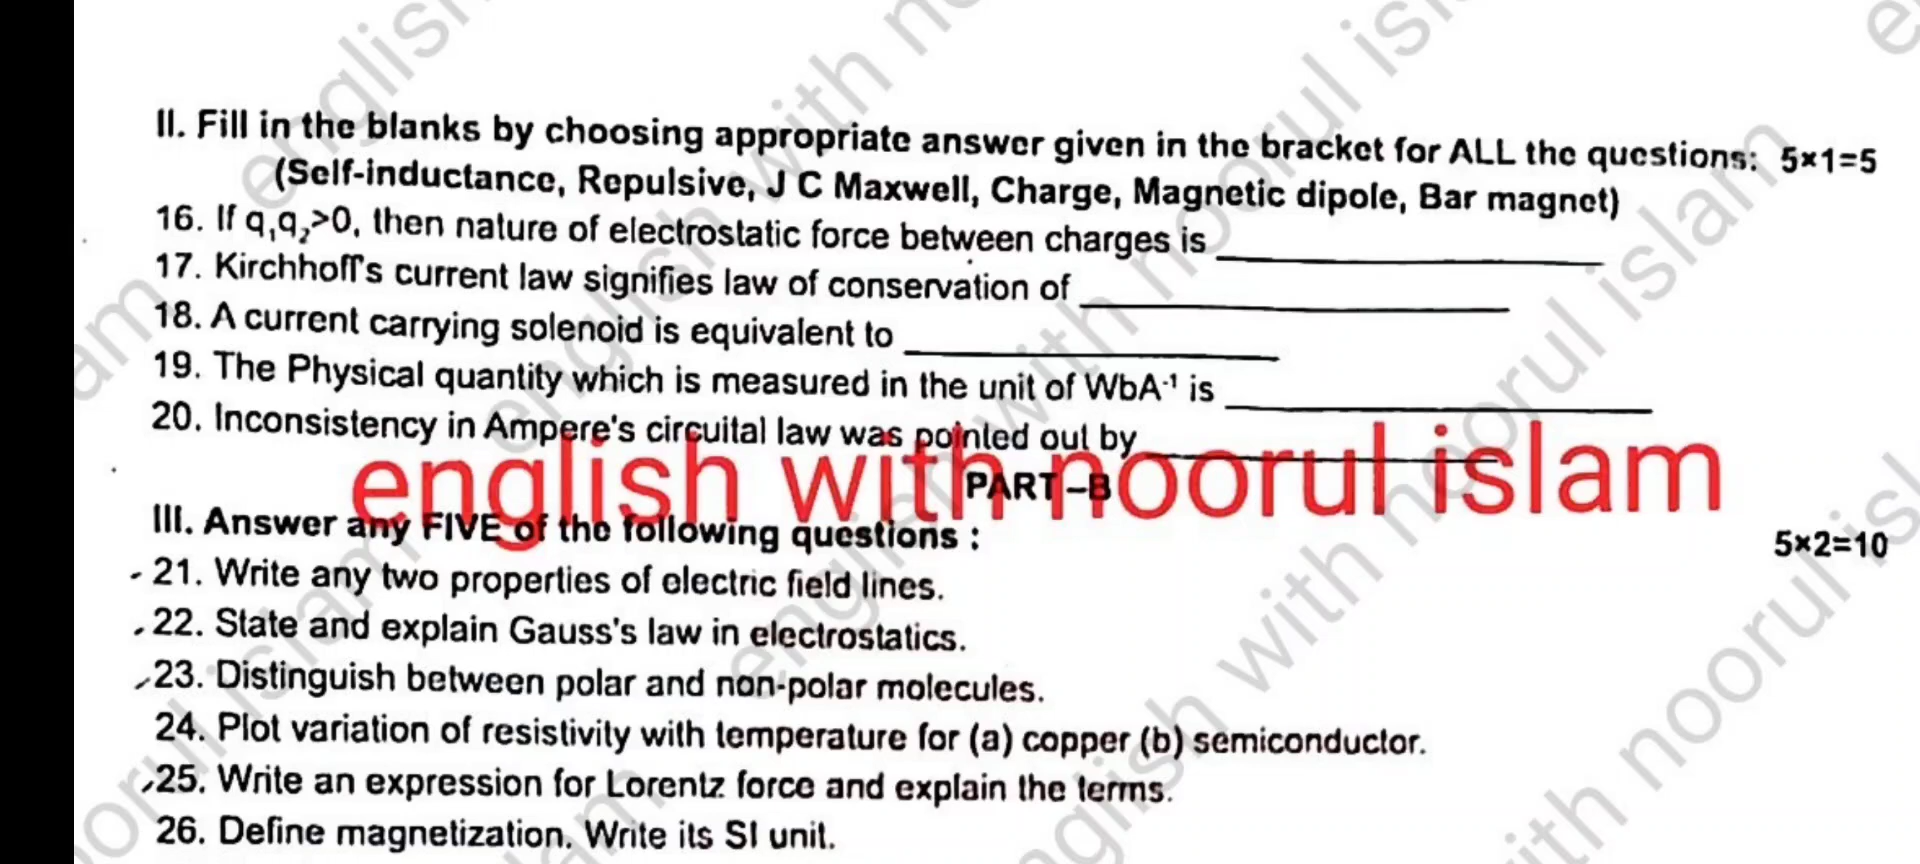 II. Fill in the blanks by choosing appropriate answer given in the bracket for ALL the questions: 5×1=5
(Self-inductance, Repulsive, J C Maxwell, Charge, Magnetic dipole, Bar magnet)
16. If q₁q₂>0, then nature of electrostatic force between charges is
17. Kirchhoff's current law signifies law of conservation of
18. A current carrying solenoid is equivalent to
19. The Physical quantity which is measured in the unit of WbA⁻¹ is
20. Inconsistency in Ampere's circuital law was pointed out by
english with noorul islam
PART–B
III. Answer any FIVE of the following questions : 5×2=10
21. Write any two properties of electric field lines.
22. State and explain Gauss's law in electrostatics.
23. Distinguish between polar and non-polar molecules.
24. Plot variation of resistivity with temperature for (a) copper (b) semiconductor.
25. Write an expression for Lorentz force and explain the terms.
26. Define magnetization. Write its SI unit.